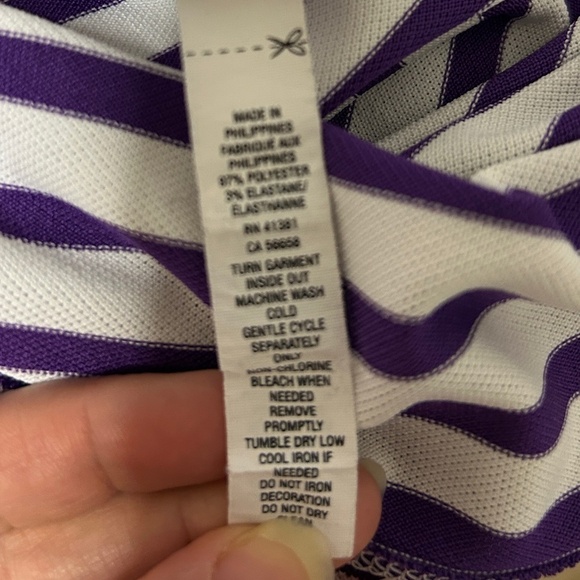 MADE IN
PHILIPPINES
FABRIQUÉ AUX
PHILIPPINES
97% POLYESTER
3% ELASTANE/
ELASTHANNE
RN 41381
CA 56658
TURN GARMENT
INSIDE OUT
MACHINE WASH
COLD
GENTLE CYCLE
SEPARATELY
ONLY
NON-CHLORINE
BLEACH WHEN
NEEDED
REMOVE
PROMPTLY
TUMBLE DRY LOW
COOL IRON IF
NEEDED
DO NOT IRON
DECORATION
DO NOT DRY
CLEAN